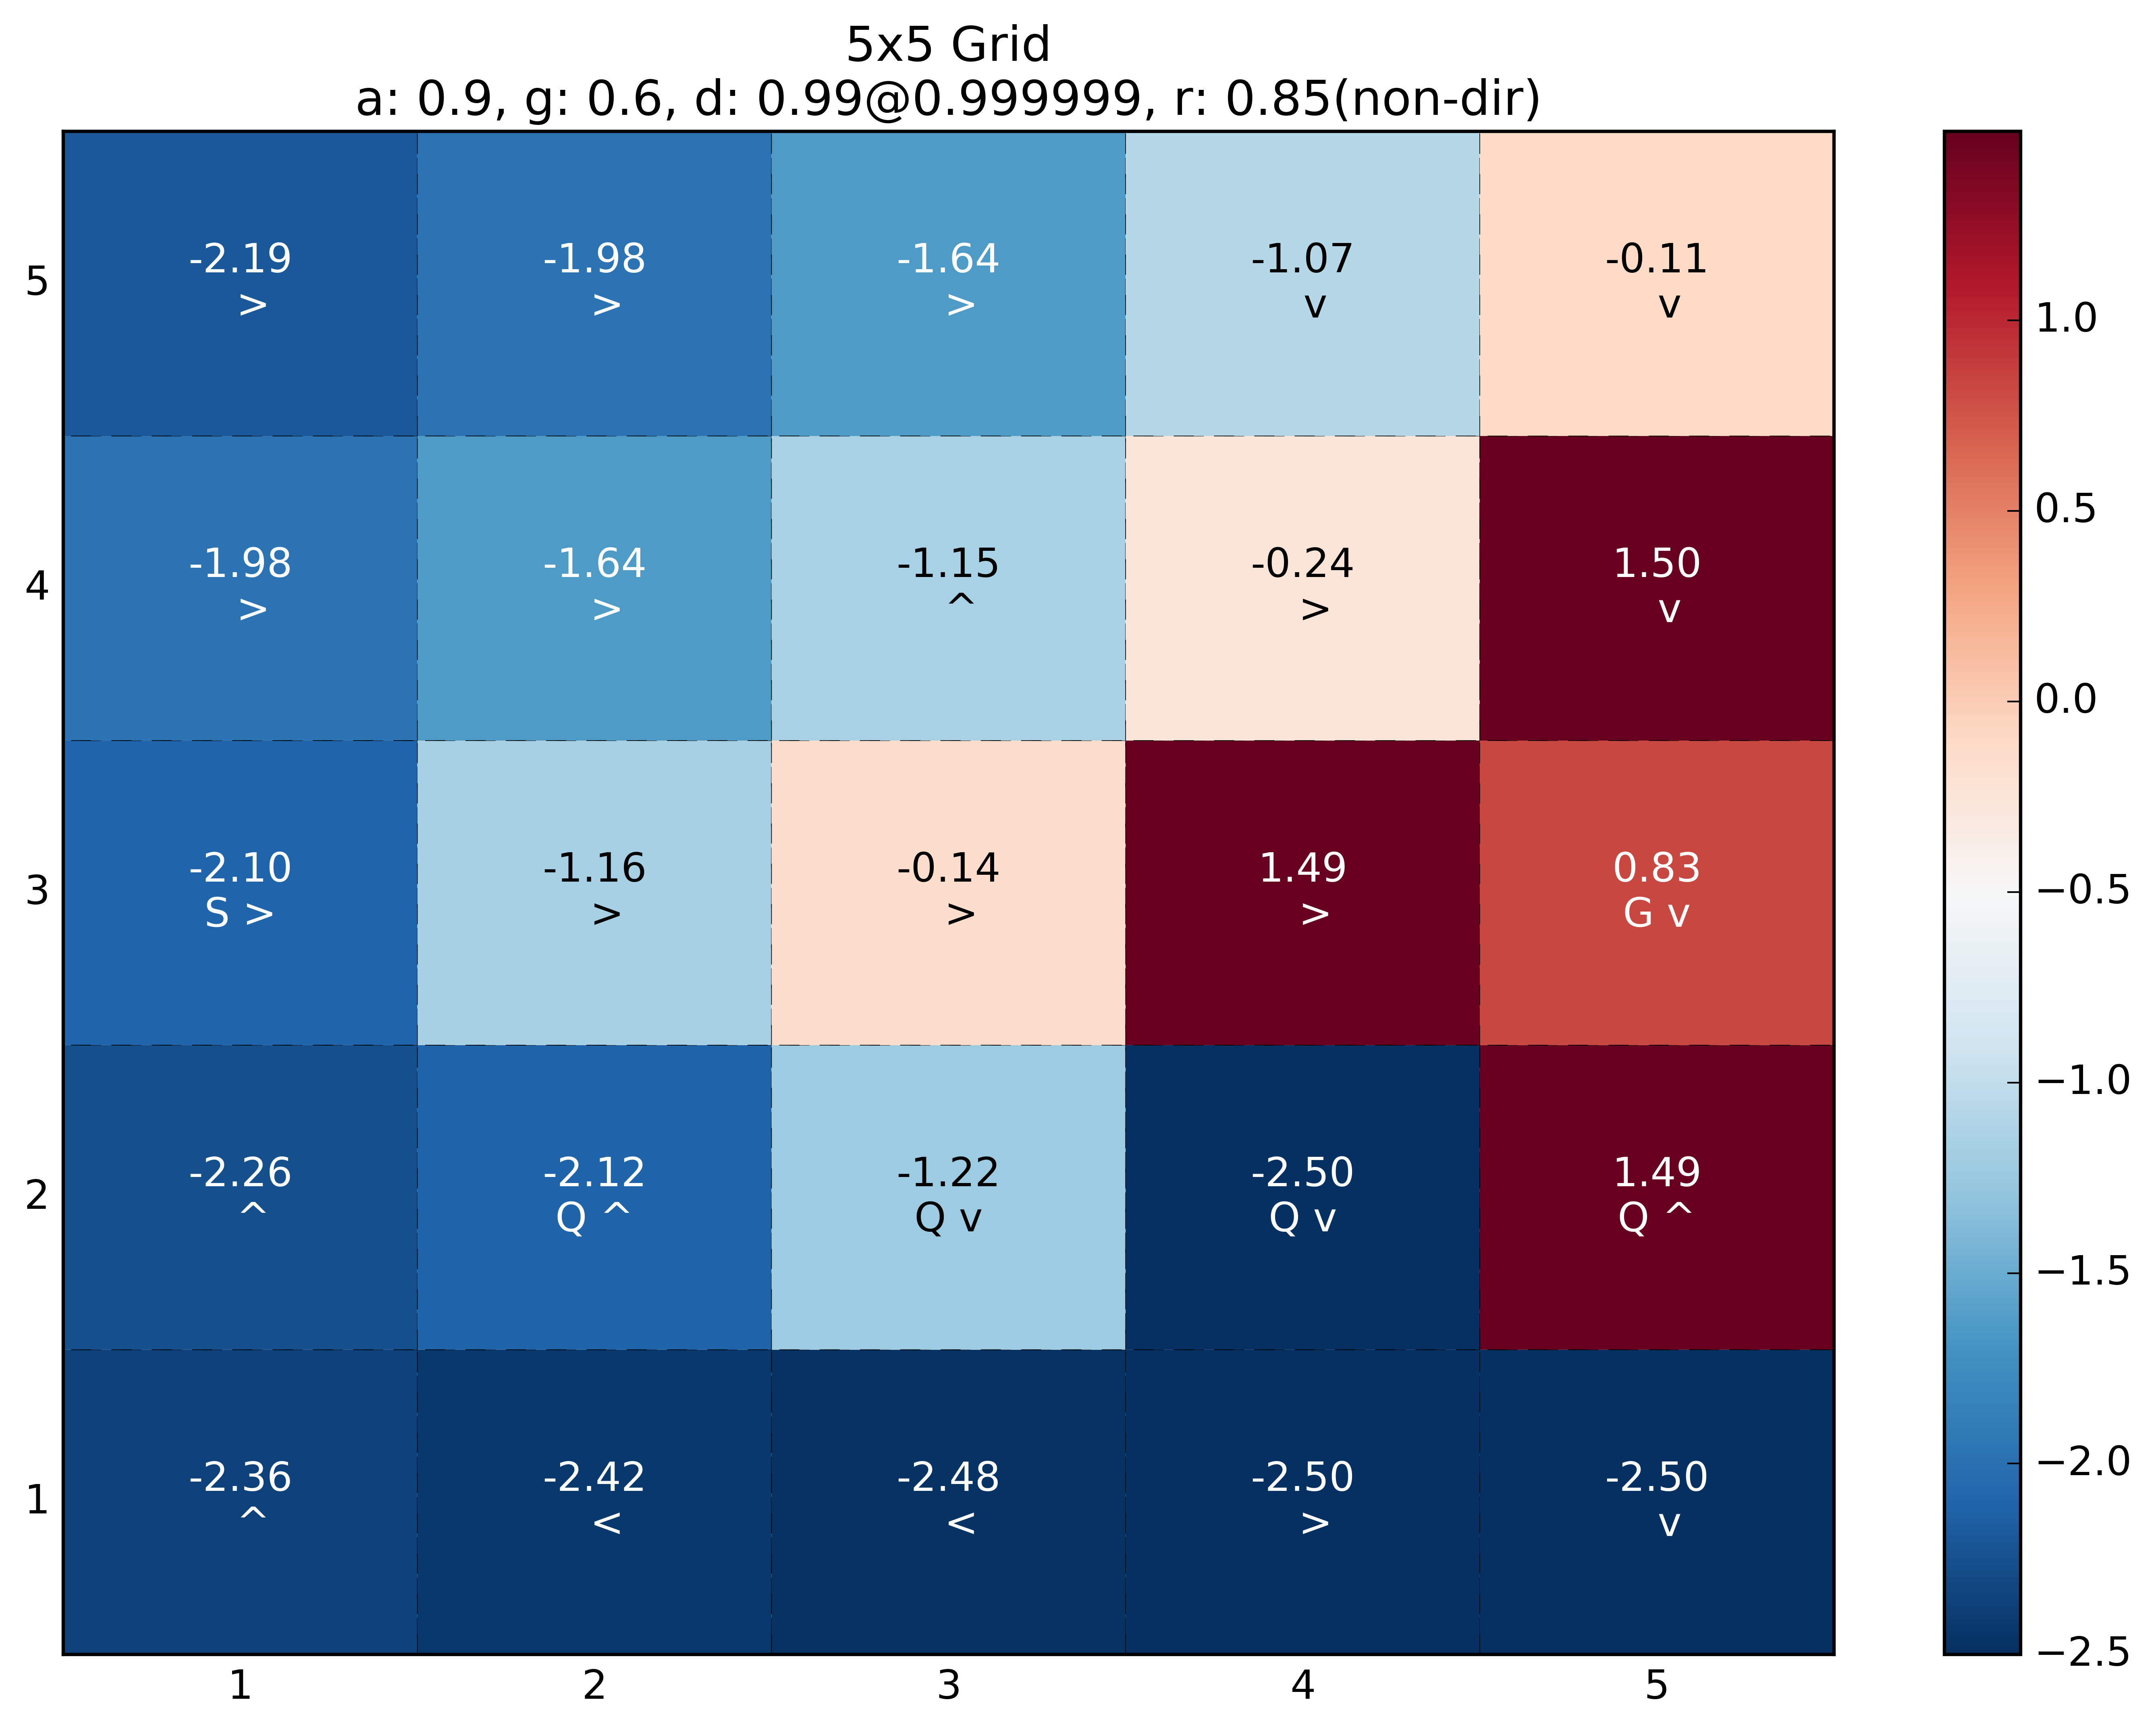 5x5 Grid
a: 0.9, g: 0.6, d: 0.99@0.999999, r: 0.85(non-dir)
5
-2.19 -1.98 -1.64 -1.07 -0.11
> > > v v
4
-1.98 -1.64 -1.15 -0.24 1.50
> > ^ > v
3
-2.10 -1.16 -0.14 1.49 0.83
S > > > > G v
2
-2.26 -2.12 -1.22 -2.50 1.49
^ Q ^ Q v Q v Q ^
1
-2.36 -2.42 -2.48 -2.50 -2.50
^ < < > v
1 2 3 4 5
1.0
0.5
0.0
−0.5
−1.0
−1.5
−2.0
−2.5